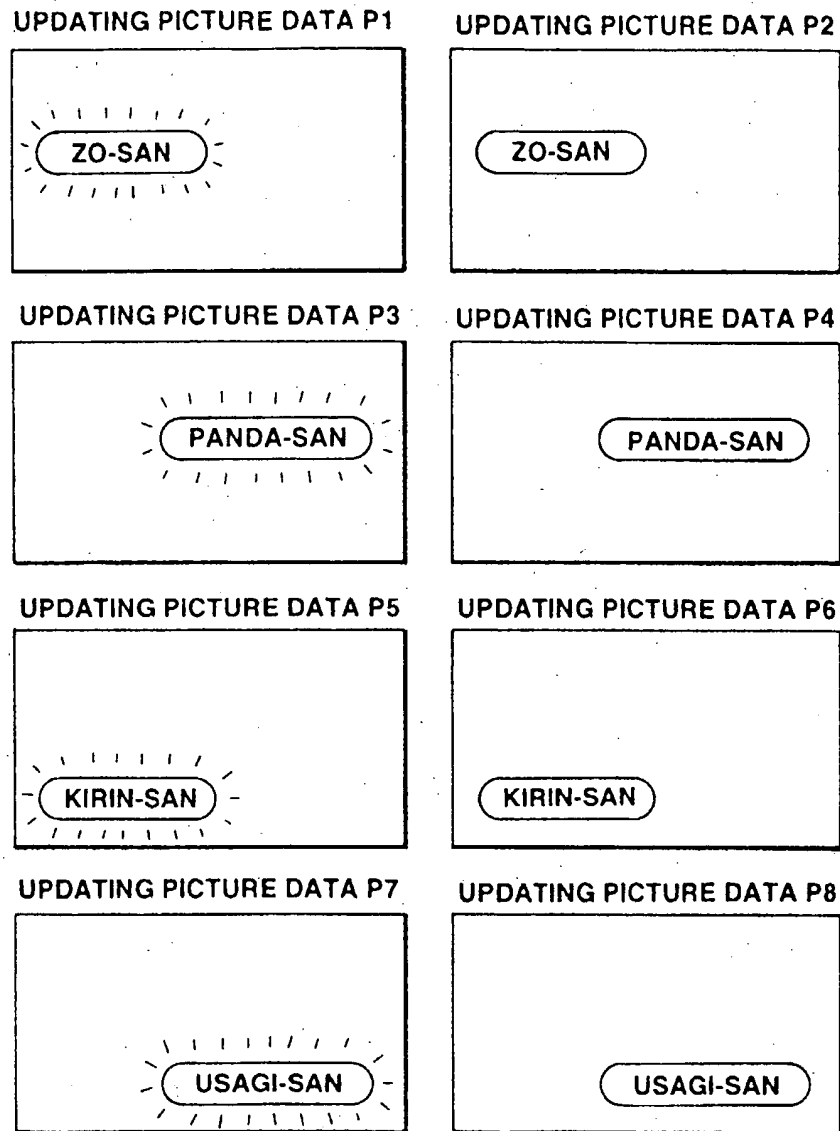 UPDATING PICTURE DATA P1
ZO-SAN
UPDATING PICTURE DATA P2
ZO-SAN
UPDATING PICTURE DATA P3
PANDA-SAN
UPDATING PICTURE DATA P4
PANDA-SAN
UPDATING PICTURE DATA P5
KIRIN-SAN
UPDATING PICTURE DATA P6
KIRIN-SAN
UPDATING PICTURE DATA P7
USAGI-SAN
UPDATING PICTURE DATA P8
USAGI-SAN